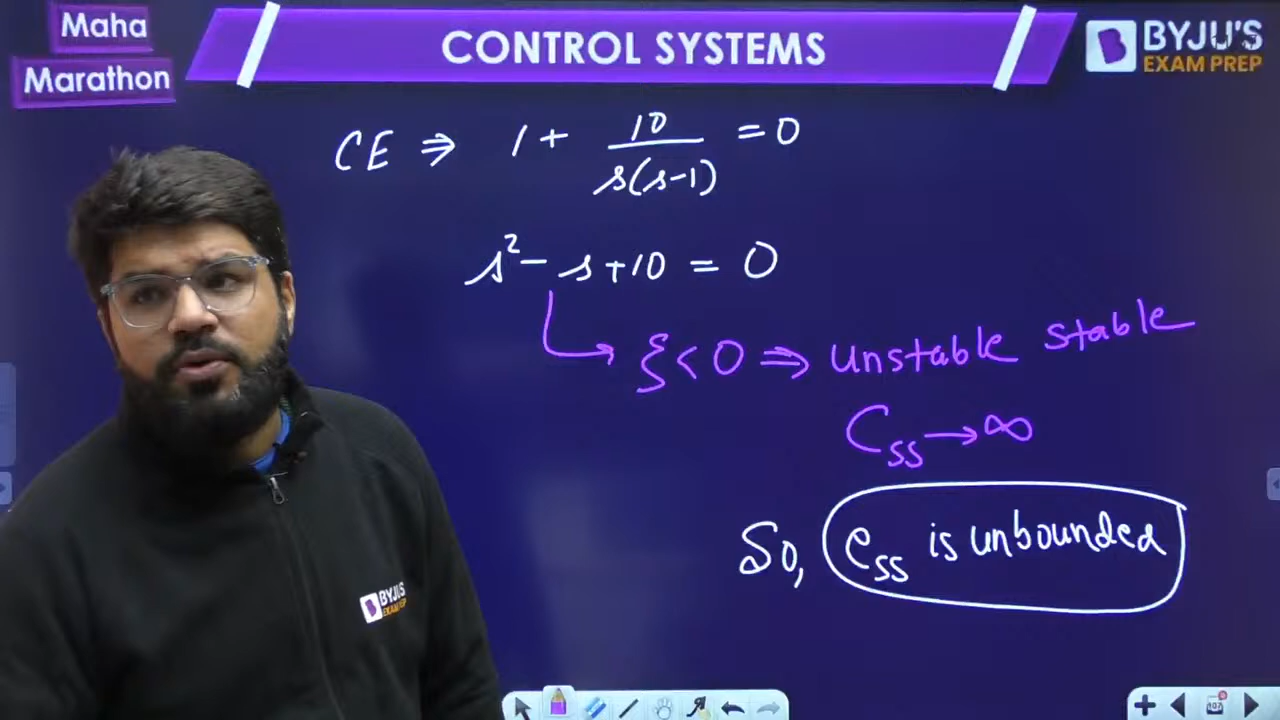 Maha
Marathon
CONTROL SYSTEMS
BYJU'S
EXAM PREP
CE ⇒ 1 + 10/s(s-1) = 0
s² - s + 10 = 0
ξ < 0 ⇒ unstable stable
Css → ∞
So, ess is unbounded
BYJU'S
EXAM PREP
107